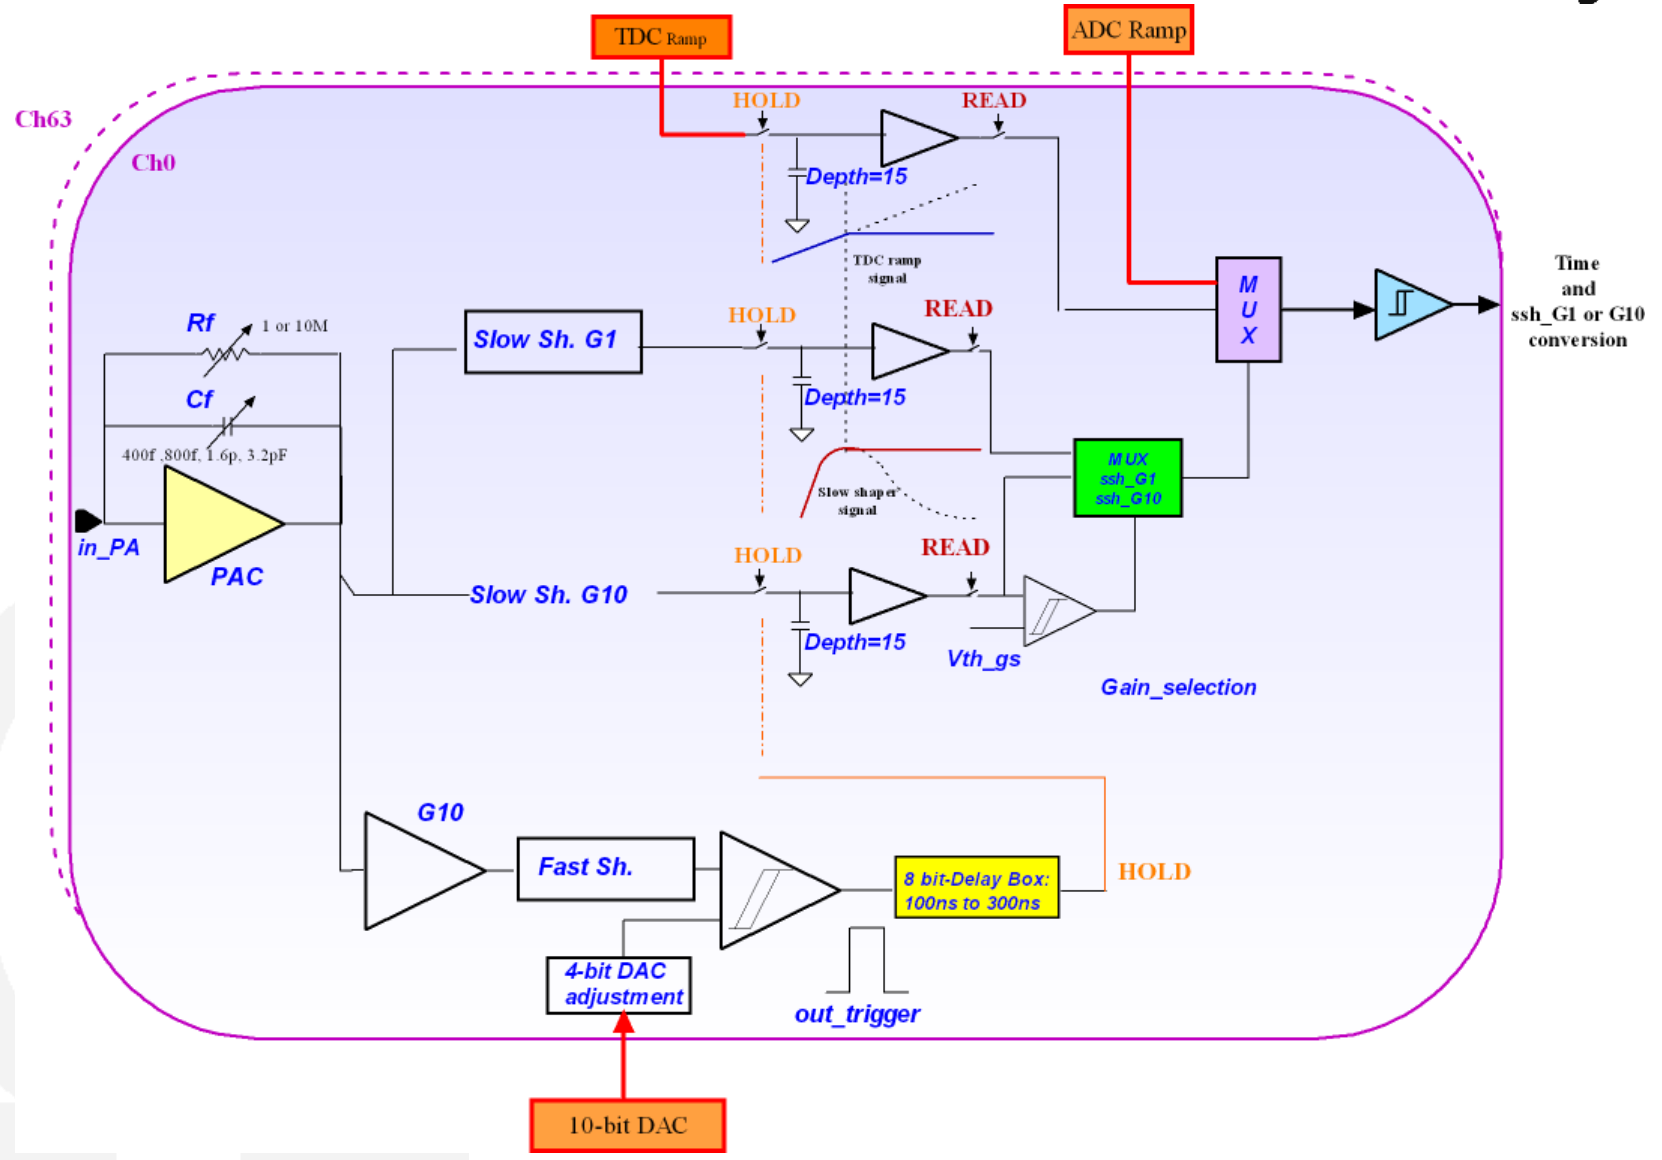 TDC Ramp
ADC Ramp
Ch63
Ch0
HOLD
READ
Depth=15
TDC ramp
signal
M
U
X
Time
and
ssh_G1 or G10
conversion
Rf
1 or 10M
Slow Sh. G1
HOLD
READ
Cf
Depth=15
400f ,800f, 1.6p, 3.2pF
MUX
ssh_G1
ssh_G10
Slow shaper
signal
in_PA
PAC
HOLD
READ
Slow Sh. G10
Depth=15
Vth_gs
Gain_selection
G10
Fast Sh.
8 bit-Delay Box:
100ns to 300ns
HOLD
4-bit DAC
adjustment
out_trigger
10-bit DAC